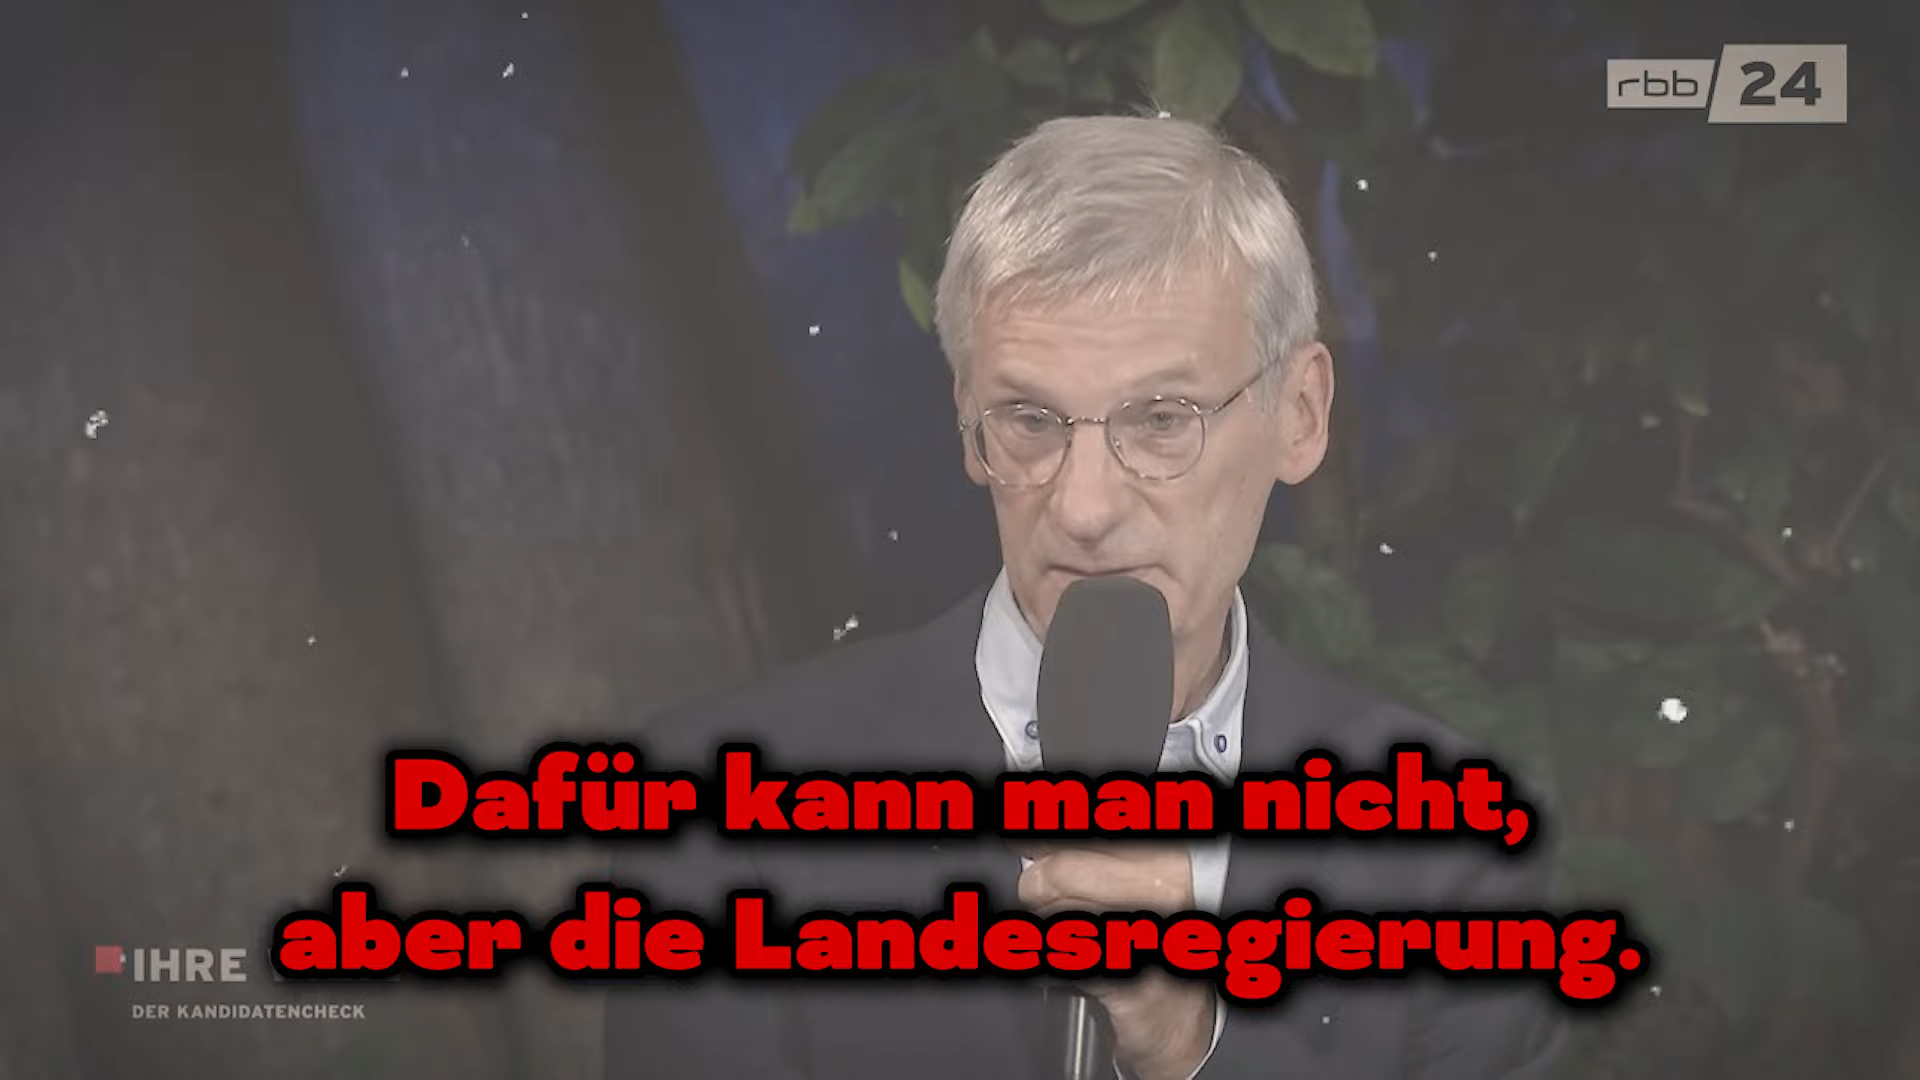 rbb 24
Dafür kann man nicht,
aber die Landesregierung.
IHRE
DER KANDIDATENCHECK